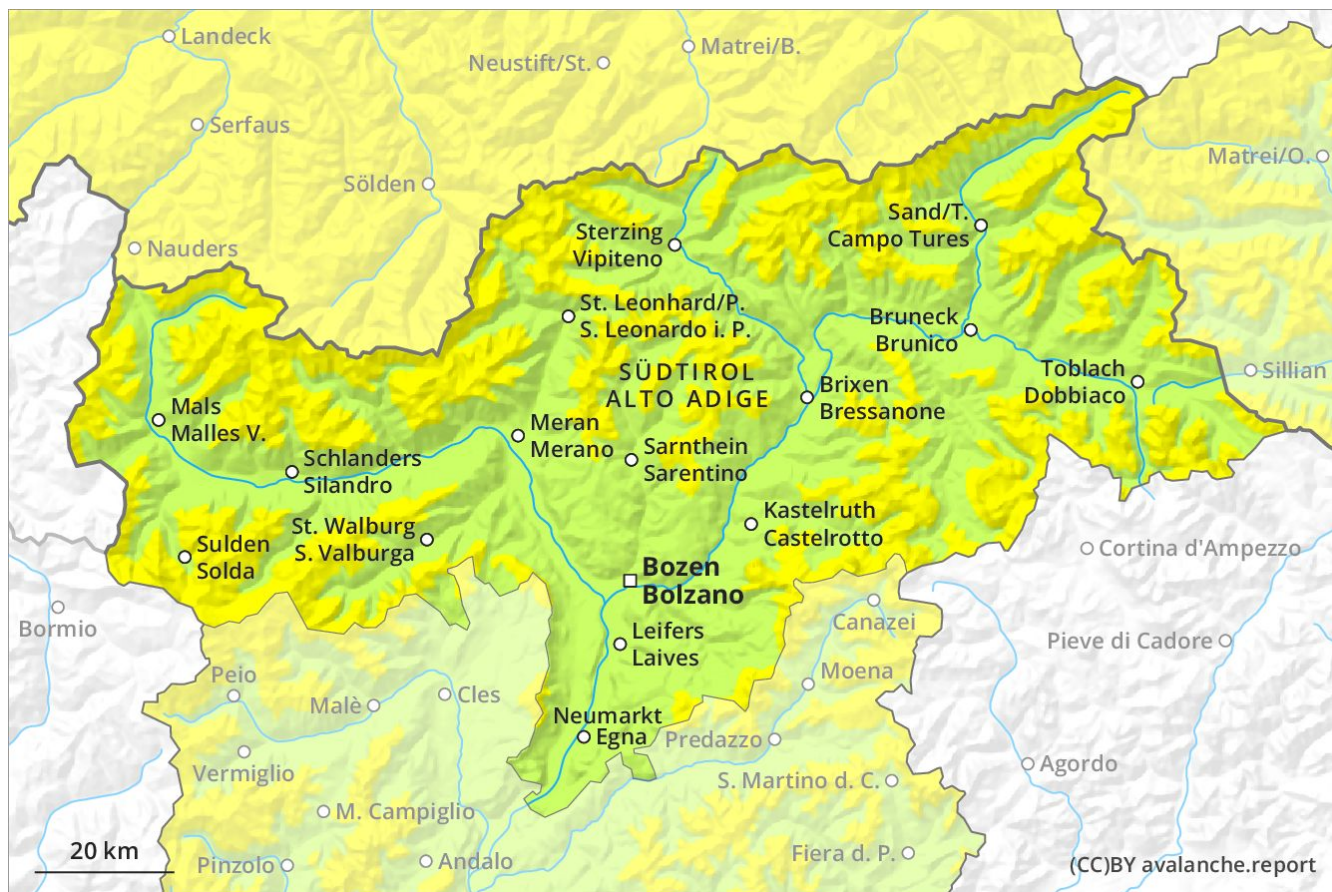 Landeck
Matrei/B.
Neustift/St.
Serfaus
Matrei/O.
Sölden
Sand/T.
Campo Tures
Sterzing
Vipiteno
Nauders
St. Leonhard/P.
S. Leonardo i. P.
Bruneck
Brunico
SÜDTIROL
ALTO ADIGE
Toblach
Dobbiaco
Sillian
Brixen
Bressanone
Mals
Malles V.
Meran
Merano
Sarnthein
Sarentino
Schlanders
Silandro
Kastelruth
Castelrotto
St. Walburg
S. Valburga
Sulden
Solda
Cortina d'Ampezzo
Bozen
Bolzano
Bormio
Canazei
Leifers
Laives
Pieve di Cadore
Peio
Moena
Malè
Cles
Neumarkt
Egna
Predazzo
Vermiglio
Agordo
S. Martino d. C.
M. Campiglio
20 km
Pinzolo
Andalo
Fiera d. P.
(CC)BY avalanche.report